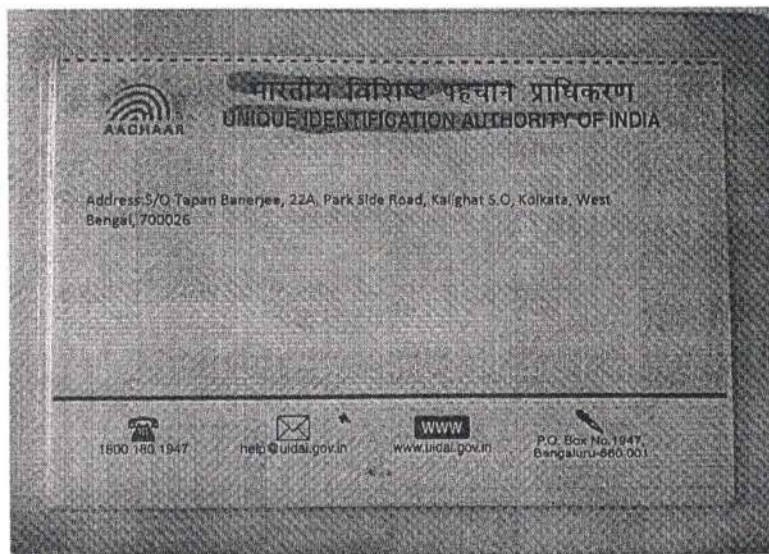 भारतीय विशिष्ट पहचान प्राधिकरण
AADHAAR
UNIQUE IDENTIFICATION AUTHORITY OF INDIA
Address:S/O Tapan Banerjee, 22A, Park Side Road, Kalighat S.O, Kolkata, West
Bengal, 700026
1800 180 1947
help@uidai.gov.in
WWW
www.uidai.gov.in
P.O. Box No.1947,
Bengaluru-560 001